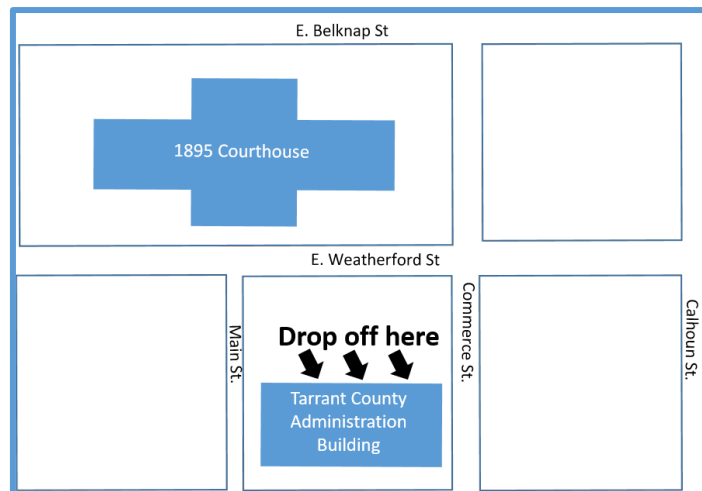 E. Belknap St
1895 Courthouse
E. Weatherford St
Main St.
Drop off here
Commerce St.
Calhoun St.
Tarrant County
Administration
Building